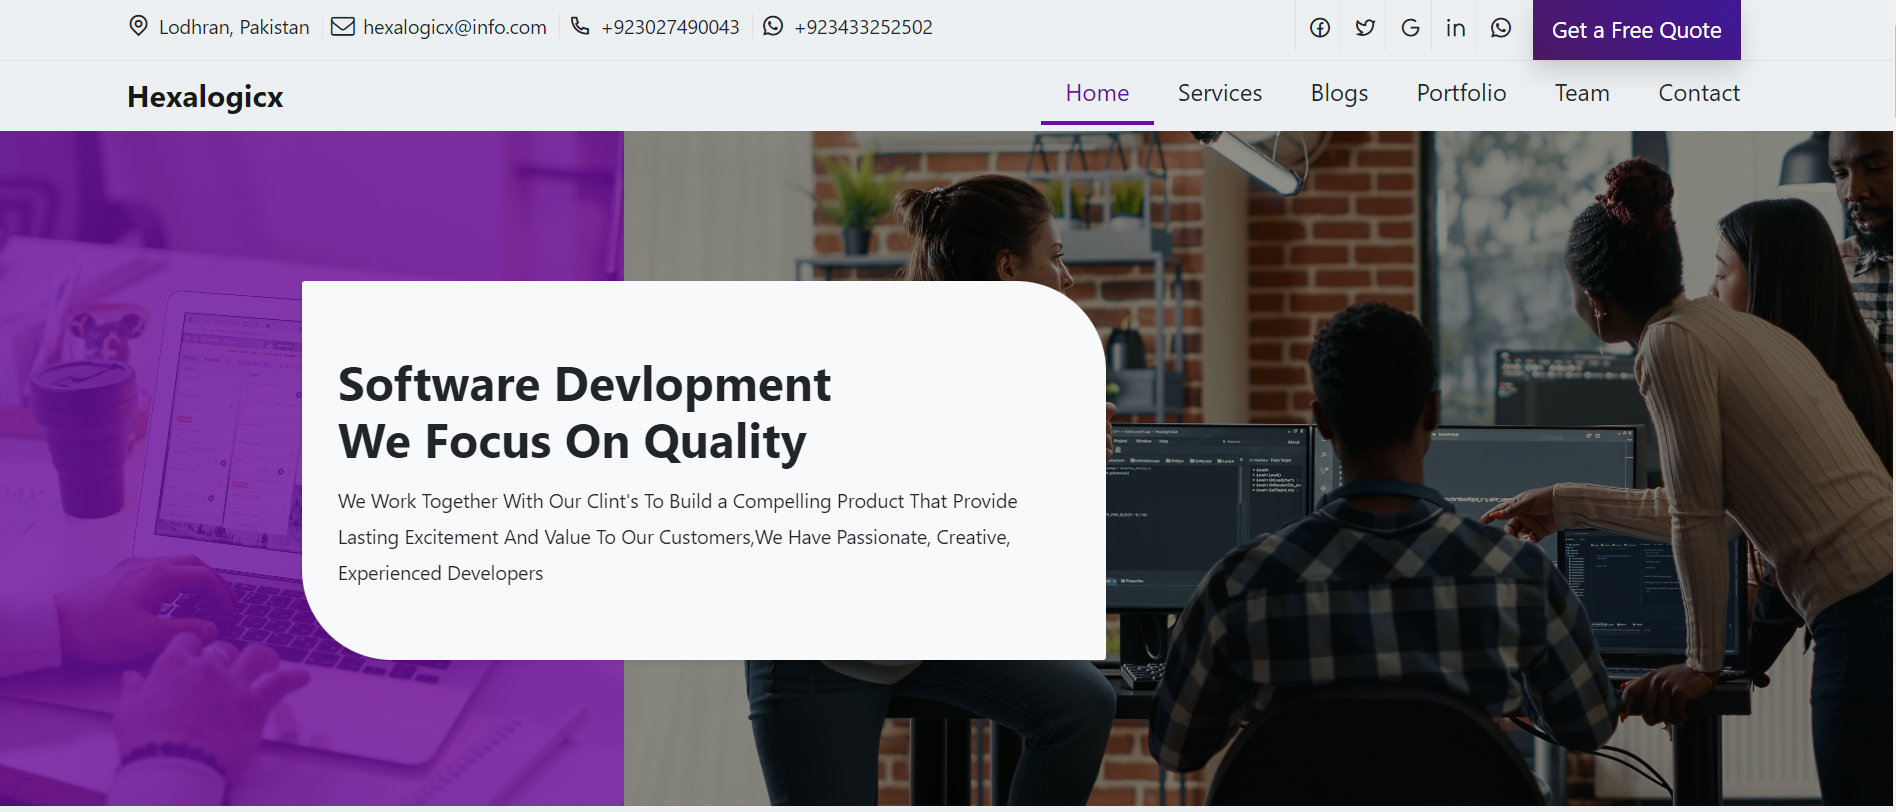 Lodhran, Pakistan hexalogicx@info.com +923027490043 +923433252502
Get a Free Quote
Hexalogicx
Home Services Blogs Portfolio Team Contact
Software Devlopment
We Focus On Quality
We Work Together With Our Clint's To Build a Compelling Product That Provide
Lasting Excitement And Value To Our Customers,We Have Passionate, Creative,
Experienced Developers